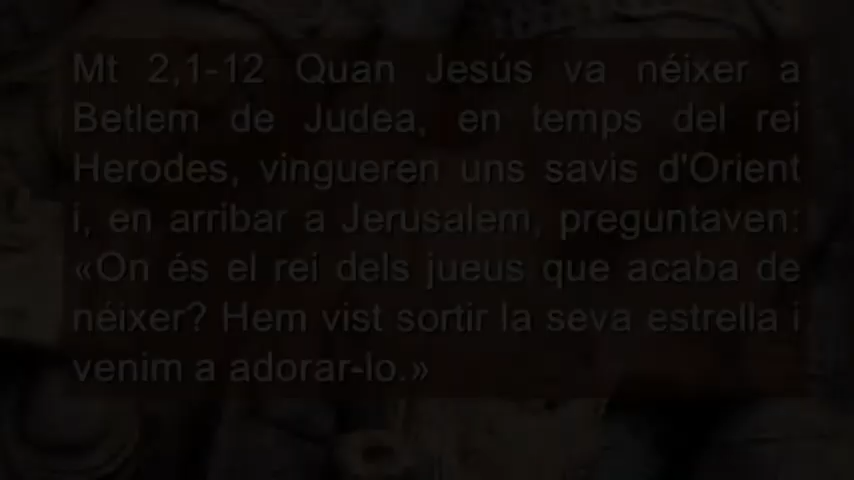 Mt 2,1-12 Quan Jesús va néixer a
Betlem de Judea, en temps del rei
Herodes, vingueren uns savis d'Orient
i, en arribar a Jerusalem, preguntaven:
«On és el rei dels jueus que acaba de
néixer? Hem vist sortir la seva estrella i
venim a adorar-lo.»